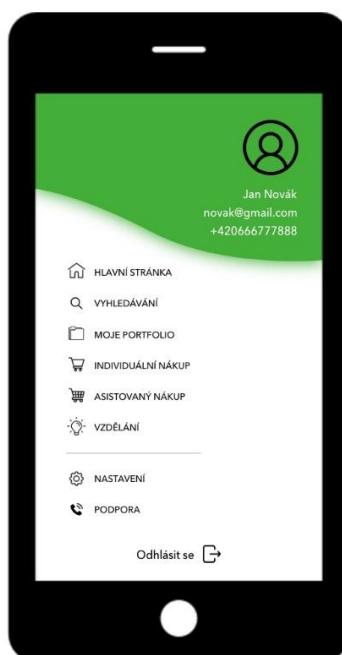 Jan Novák
novak@gmail.com
+420666777888
HLAVNÍ STRÁNKA
VYHLEDÁVÁNÍ
MOJE PORTFOLIO
INDIVIDUÁLNÍ NÁKUP
ASISTOVANÝ NÁKUP
VZDĚLÁNÍ
NASTAVENÍ
PODPORA
Odhlásit se